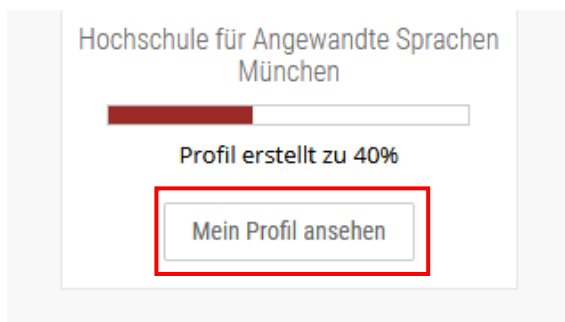 Hochschule für Angewandte Sprachen
München
Profil erstellt zu 40%
Mein Profil ansehen